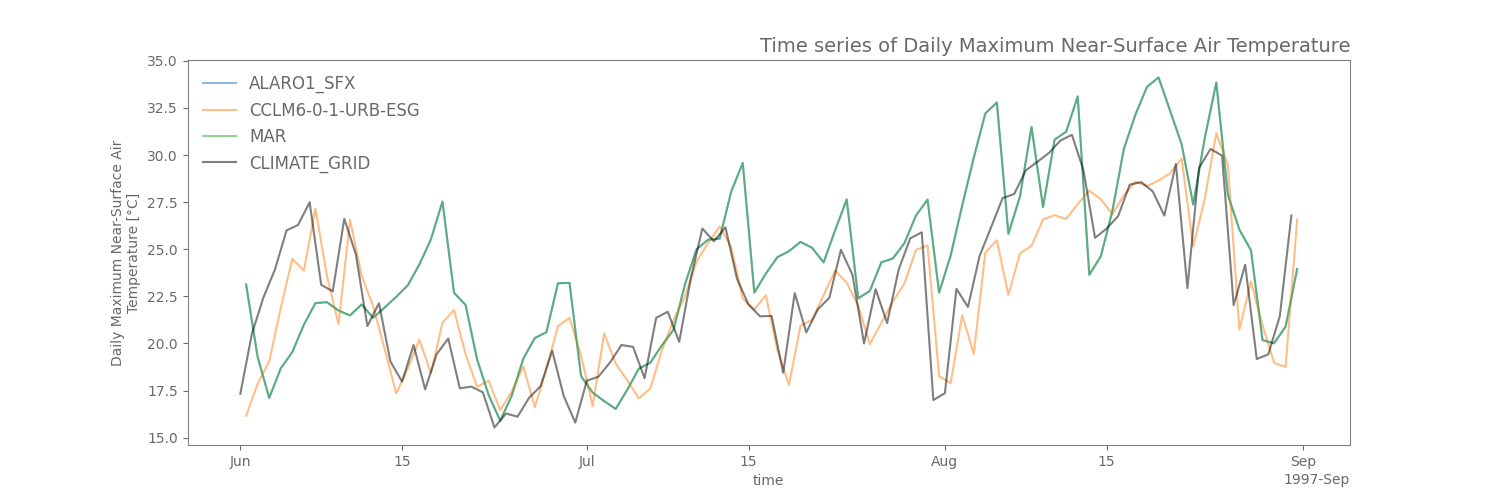 Time series of Daily Maximum Near-Surface Air Temperature
Daily Maximum Near-Surface Air
Temperature [°C]
35.0
32.5
30.0
27.5
25.0
22.5
20.0
17.5
15.0
ALARO1_SFX
CCLM6-0-1-URB-ESG
MAR
CLIMATE_GRID
Jun
15
Jul
15
Aug
15
Sep
time
1997-Sep